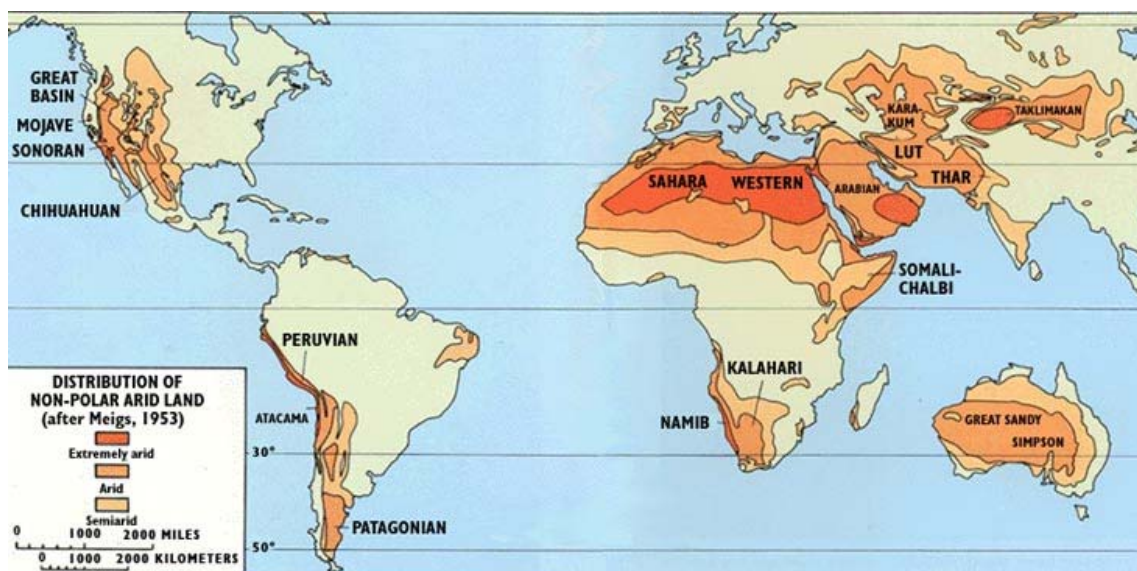 GREAT
BASIN
MOJAVE
SONORAN
CHIHUAHUAN
KARA-
KUM
TAKLIMAKAN
LUT
THAR
SAHARA
WESTERN
ARABIAN
SOMALI-
CHALBI
PERUVIAN
ATACAMA
PATAGONIAN
KALAHARI
NAMIB
GREAT SANDY
SIMPSON
DISTRIBUTION OF
NON-POLAR ARID LAND
(after Meigs, 1953)
Extremely arid
Arid
Semiarid
0 1000 2000 MILES
0 1000 2000 KILOMETERS
30°
50°